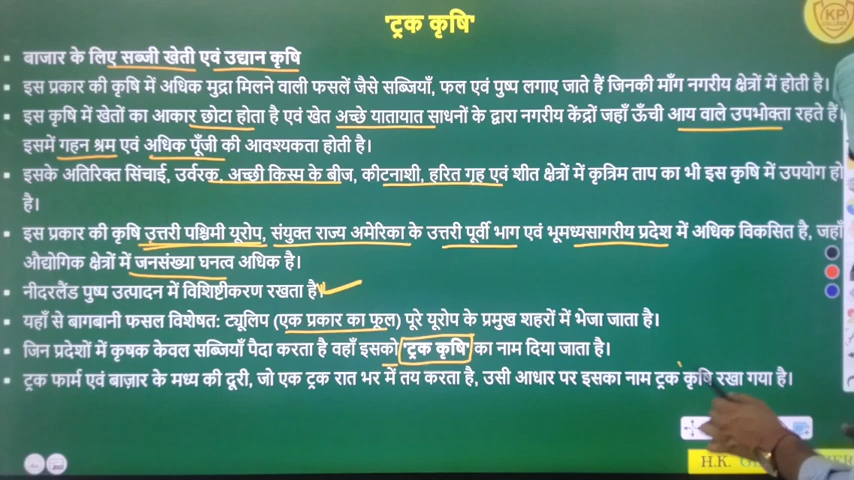 'ट्रक कृषि'
KP
बाजार के लिए सब्जी खेती एवं उद्यान कृषि
इस प्रकार की कृषि में अधिक मुद्रा मिलने वाली फसलें जैसे सब्जियाँ, फल एवं पुष्प लगाए जाते हैं जिनकी माँग नगरीय क्षेत्रों में होती है।
इस कृषि में खेतों का आकार छोटा होता है एवं खेत अच्छे यातायात साधनों के द्वारा नगरीय केंद्रों जहाँ ऊँची आय वाले उपभोक्ता रहते हैं।
इसमें गहन श्रम एवं अधिक पूँजी की आवश्यकता होती है।
इसके अतिरिक्त सिंचाई, उर्वरक, अच्छी किस्म के बीज, कीटनाशी, हरित गृह एवं शीत क्षेत्रों में कृत्रिम ताप का भी इस कृषि में उपयोग हो
है।
इस प्रकार की कृषि उत्तरी पश्चिमी यूरोप, संयुक्त राज्य अमेरिका के उत्तरी पूर्वी भाग एवं भूमध्यसागरीय प्रदेश में अधिक विकसित है, जहाँ
औद्योगिक क्षेत्रों में जनसंख्या घनत्व अधिक है।
नीदरलैंड पुष्प उत्पादन में विशिष्टीकरण रखता है।
यहाँ से बागबानी फसल विशेषत: ट्यूलिप (एक प्रकार का फूल) पूरे यूरोप के प्रमुख शहरों में भेजा जाता है।
जिन प्रदेशों में कृषक केवल सब्जियाँ पैदा करता है वहाँ इसको 'ट्रक कृषि' का नाम दिया जाता है।
ट्रक फार्म एवं बाज़ार के मध्य की दूरी, जो एक ट्रक रात भर में तय करता है, उसी आधार पर इसका नाम ट्रक कृषि रखा गया है।
H.K.